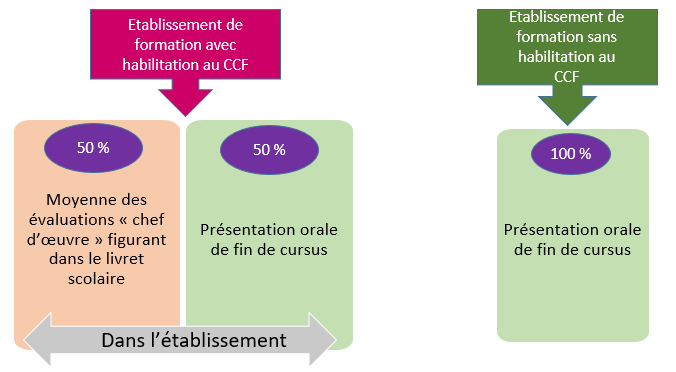 Etablissement de
formation avec
habilitation au CCF
50 %
Moyenne des
évaluations « chef
d’œuvre » figurant
dans le livret
scolaire
50 %
Présentation orale
de fin de cursus
Dans l’établissement
Etablissement de
formation sans
habilitation au
CCF
100 %
Présentation orale
de fin de cursus